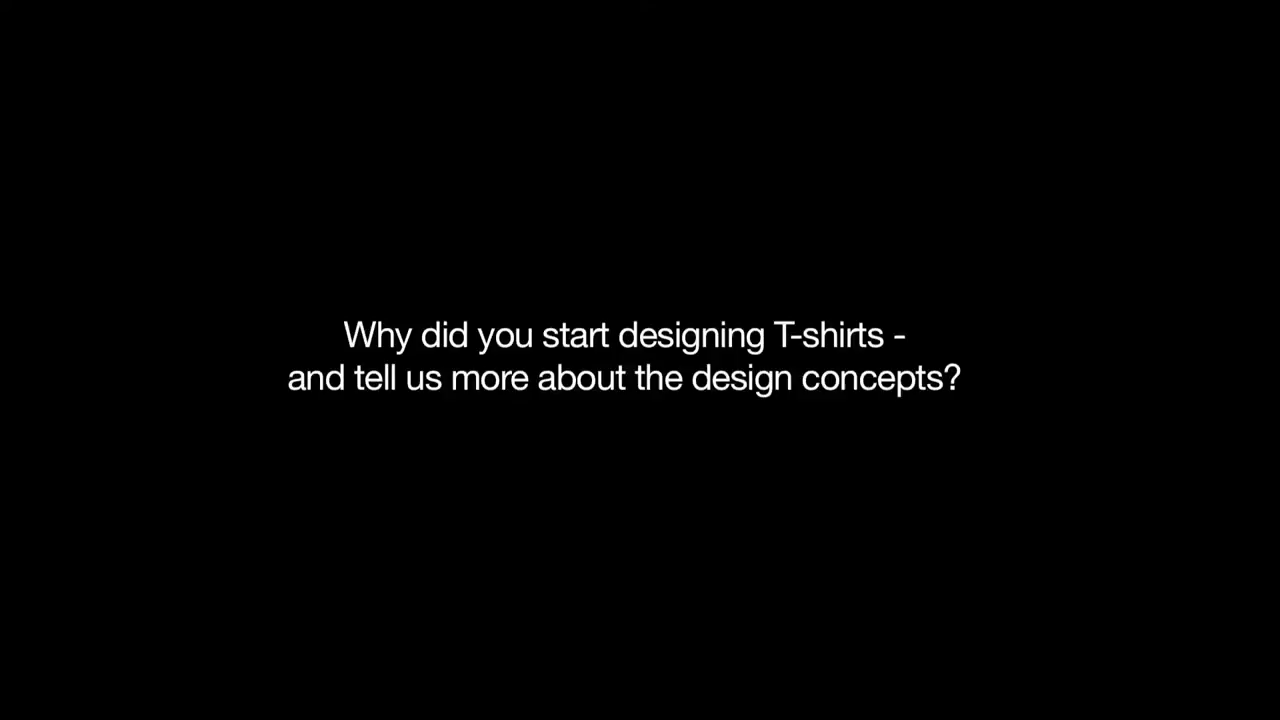 Why did you start designing T-shirts -
and tell us more about the design concepts?